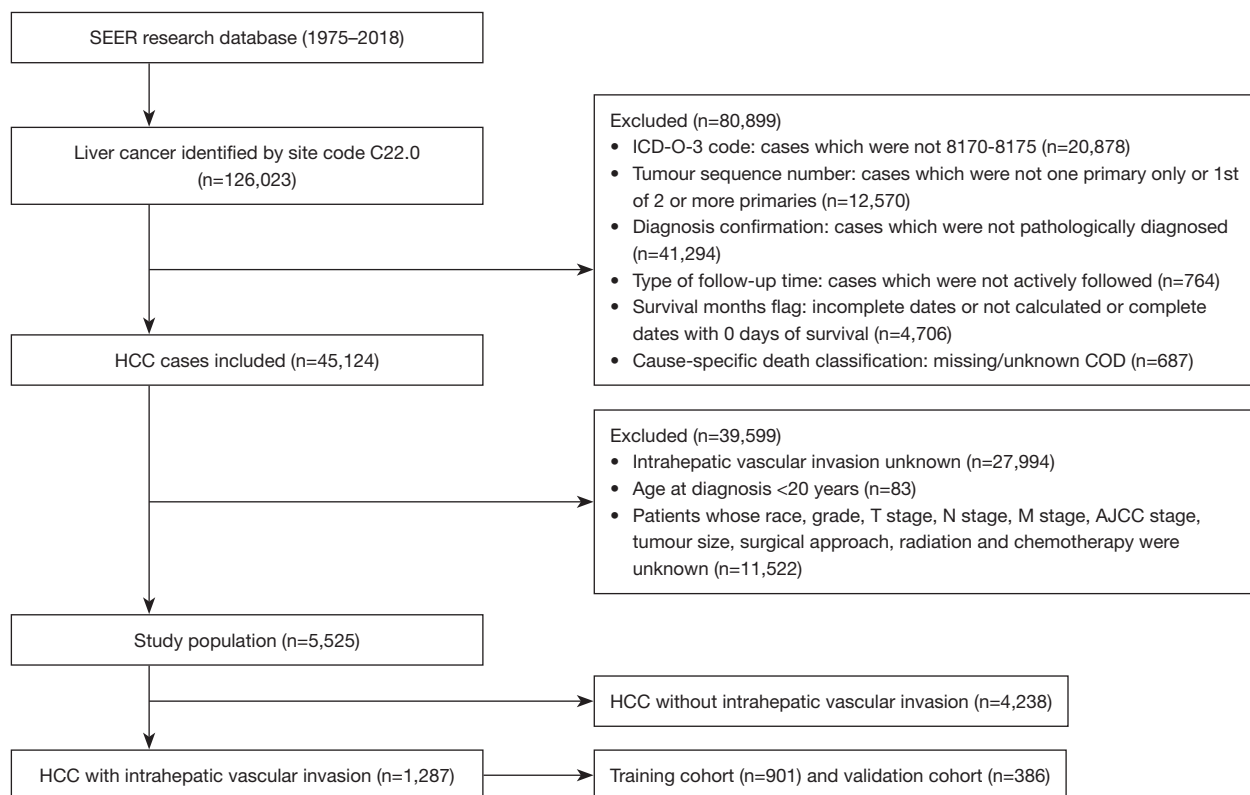 SEER research database (1975–2018)
Liver cancer identified by site code C22.0
(n=126,023)
Excluded (n=80,899)
• ICD-O-3 code: cases which were not 8170-8175 (n=20,878)
• Tumour sequence number: cases which were not one primary only or 1st
of 2 or more primaries (n=12,570)
• Diagnosis confirmation: cases which were not pathologically diagnosed
(n=41,294)
• Type of follow-up time: cases which were not actively followed (n=764)
• Survival months flag: incomplete dates or not calculated or complete
dates with 0 days of survival (n=4,706)
• Cause-specific death classification: missing/unknown COD (n=687)
HCC cases included (n=45,124)
Excluded (n=39,599)
• Intrahepatic vascular invasion unknown (n=27,994)
• Age at diagnosis <20 years (n=83)
• Patients whose race, grade, T stage, N stage, M stage, AJCC stage,
tumour size, surgical approach, radiation and chemotherapy were
unknown (n=11,522)
Study population (n=5,525)
HCC without intrahepatic vascular invasion (n=4,238)
HCC with intrahepatic vascular invasion (n=1,287)
Training cohort (n=901) and validation cohort (n=386)